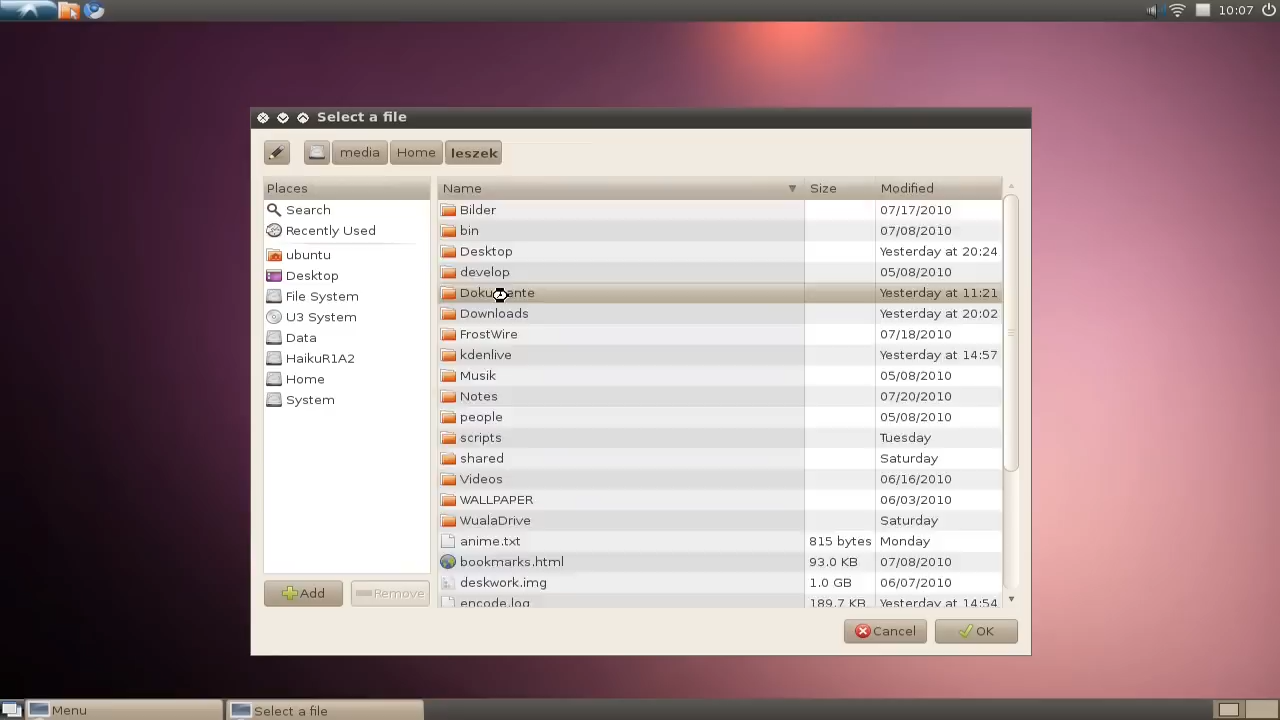 10:07
Select a file
media Home leszek
Places
Search
Recently Used
ubuntu
Desktop
File System
U3 System
Data
HaikuR1A2
Home
System
Add Remove
Name Size Modified
Bilder 07/17/2010
bin 07/08/2010
Desktop Yesterday at 20:24
develop 05/08/2010
Dokumente Yesterday at 11:21
Downloads Yesterday at 20:02
FrostWire 07/18/2010
kdenlive Yesterday at 14:57
Musik 05/08/2010
Notes 07/20/2010
people 05/08/2010
scripts Tuesday
shared Saturday
Videos 06/16/2010
WALLPAPER 06/03/2010
WualaDrive Saturday
anime.txt 815 bytes Monday
bookmarks.html 93.0 KB 07/08/2010
deskwork.img 1.0 GB 06/07/2010
encode.log 189.7 KB Yesterday at 14:54
Cancel OK
Menu Select a file